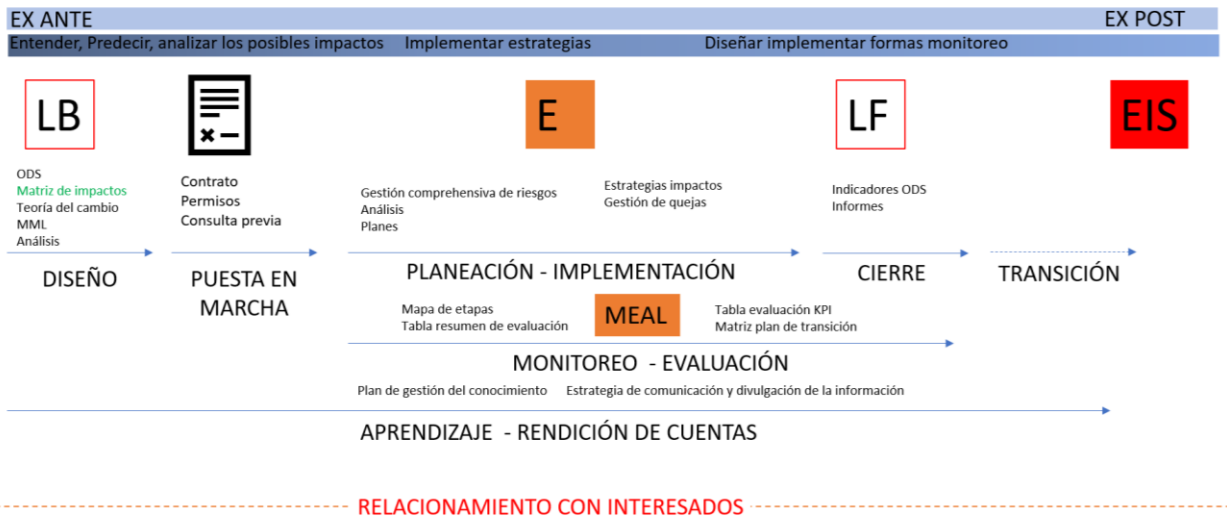 EX ANTE
EX POST
Entender, Predecir, analizar los posibles impactos
Implementar estrategias
Diseñar implementar formas monitoreo
LB
E
LF
EIS
ODS
Matriz de impactos
Teoría del cambio
MML
Análisis
Contrato
Permisos
Consulta previa
Gestión comprehensiva de riesgos
Análisis
Planes
Estrategias impactos
Gestión de quejas
Indicadores ODS
Informes
DISEÑO
PUESTA EN
MARCHA
PLANEACIÓN - IMPLEMENTACIÓN
CIERRE
TRANSICIÓN
Mapa de etapas
Tabla resumen de evaluación
MEAL
Tabla evaluación KPI
Matriz plan de transición
MONITOREO - EVALUACIÓN
Plan de gestión del conocimiento
Estrategia de comunicación y divulgación de la información
APRENDIZAJE - RENDICIÓN DE CUENTAS
RELACIONAMIENTO CON INTERESADOS